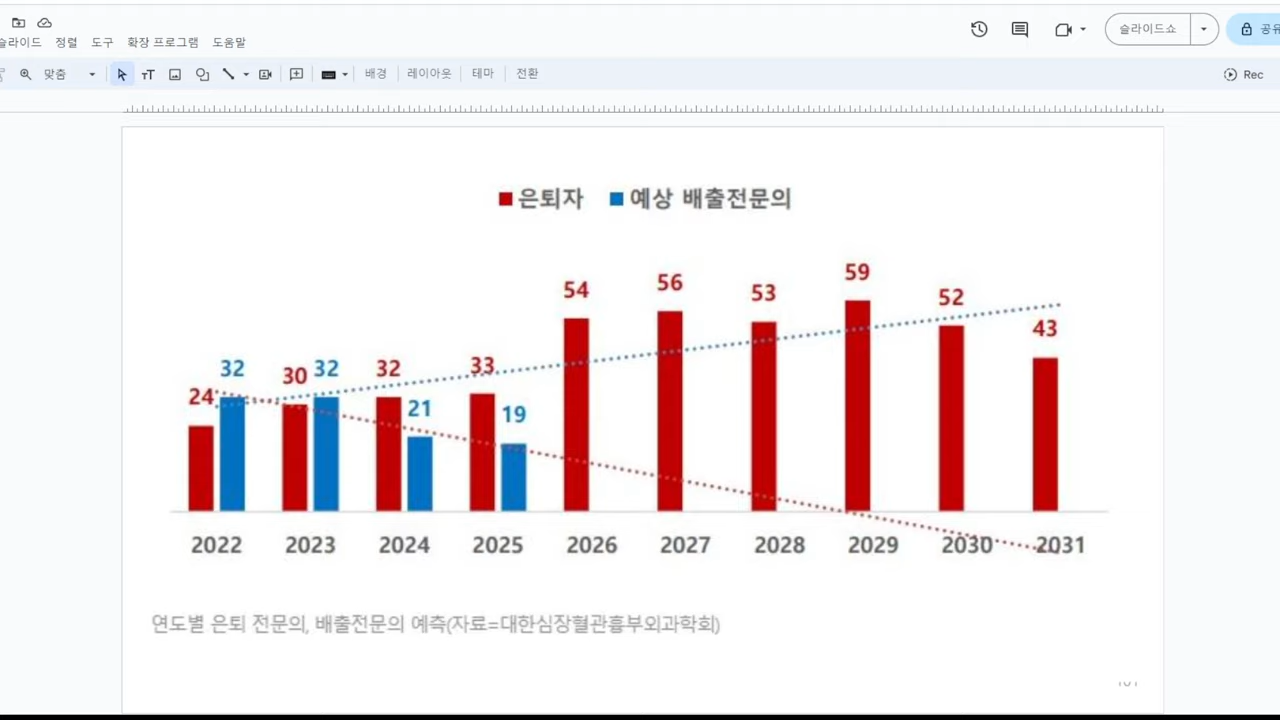 슬라이드 정렬 도구 확장 프로그램 도움말
슬라이드쇼
맞춤 배경 레이아웃 테마 전환 Rec
은퇴자 예상 배출전문의
59
56
54 53 52
43
32 32 32 33
30
24 21 19
2022 2023 2024 2025 2026 2027 2028 2029 2030 2031
연도별 은퇴 전문의, 배출전문의 예측(자료=대한심장혈관흉부외과학회)